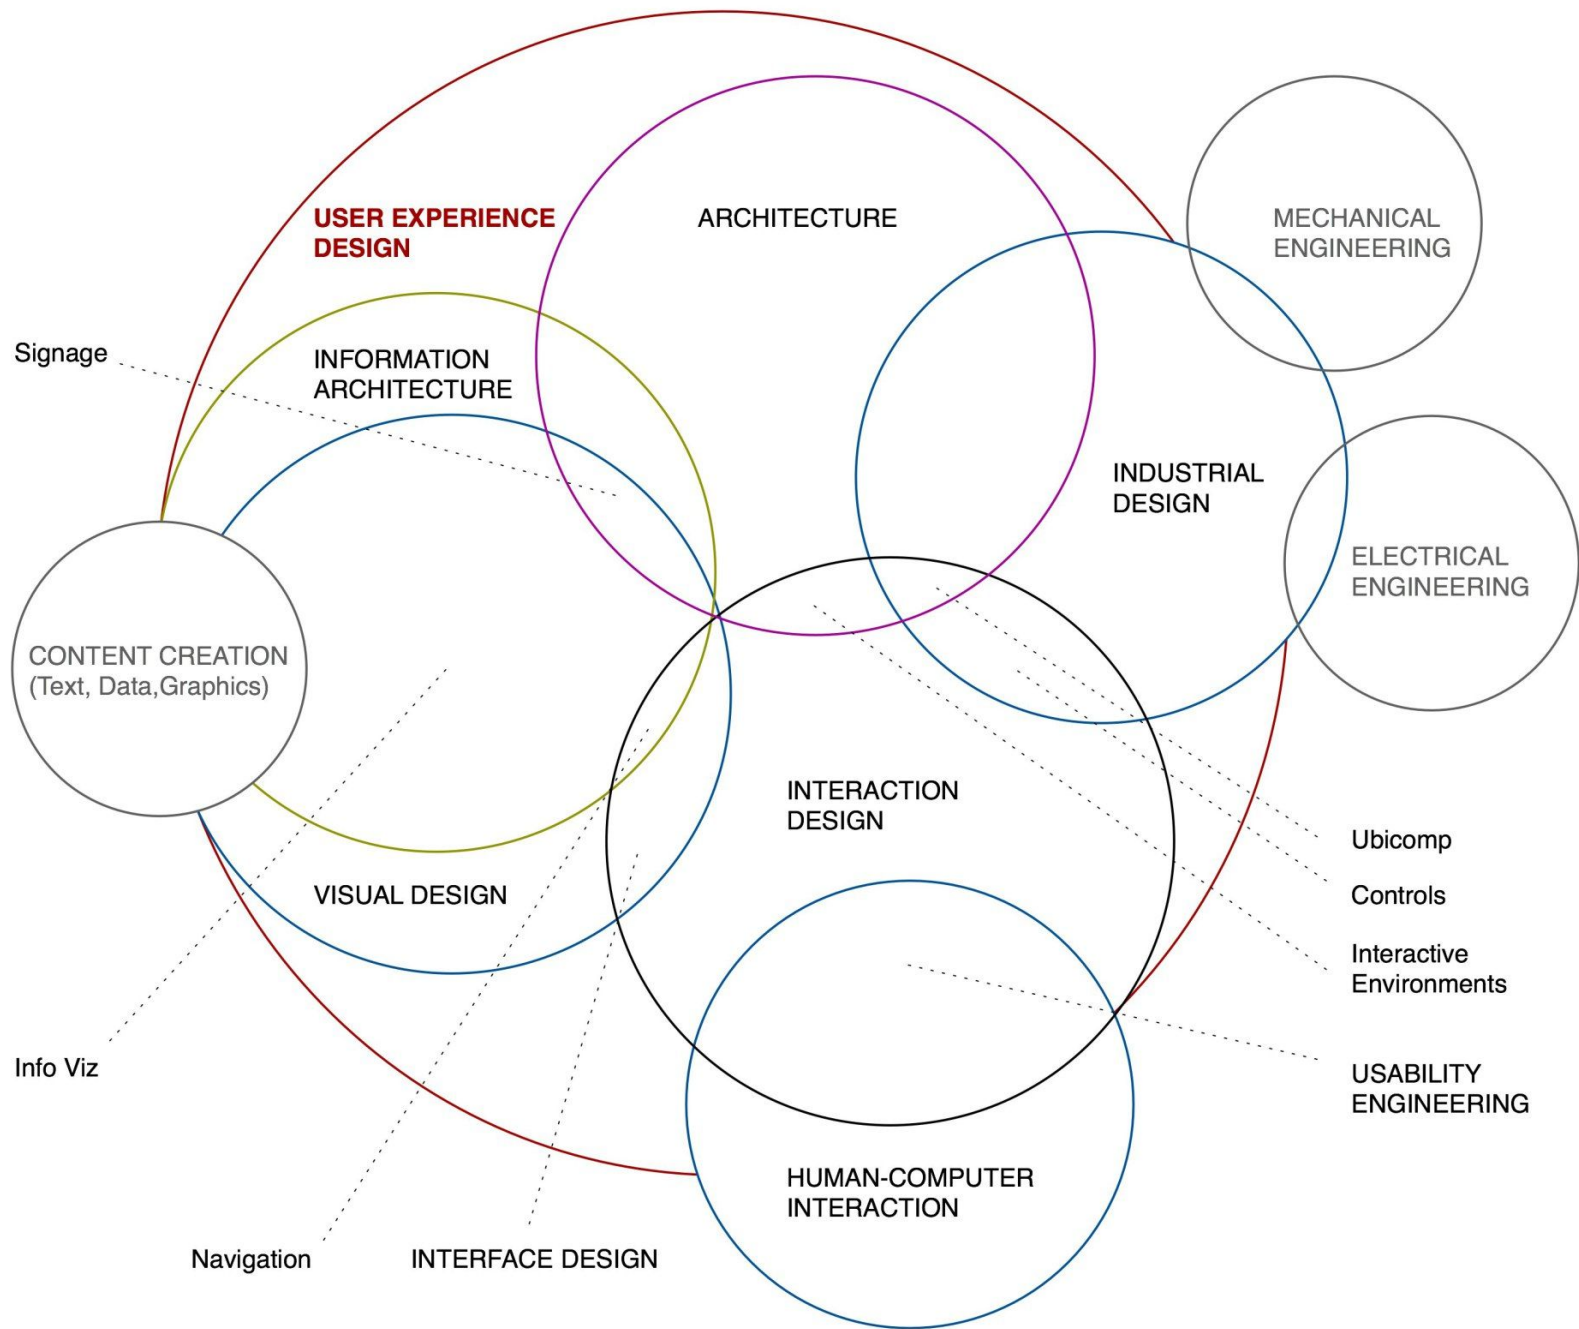 USER EXPERIENCE
DESIGN
ARCHITECTURE
MECHANICAL
ENGINEERING
Signage
INFORMATION
ARCHITECTURE
INDUSTRIAL
DESIGN
ELECTRICAL
ENGINEERING
CONTENT CREATION
(Text, Data,Graphics)
INTERACTION
DESIGN
VISUAL DESIGN
Ubicomp
Controls
Interactive
Environments
Info Viz
USABILITY
ENGINEERING
HUMAN-COMPUTER
INTERACTION
Navigation
INTERFACE DESIGN